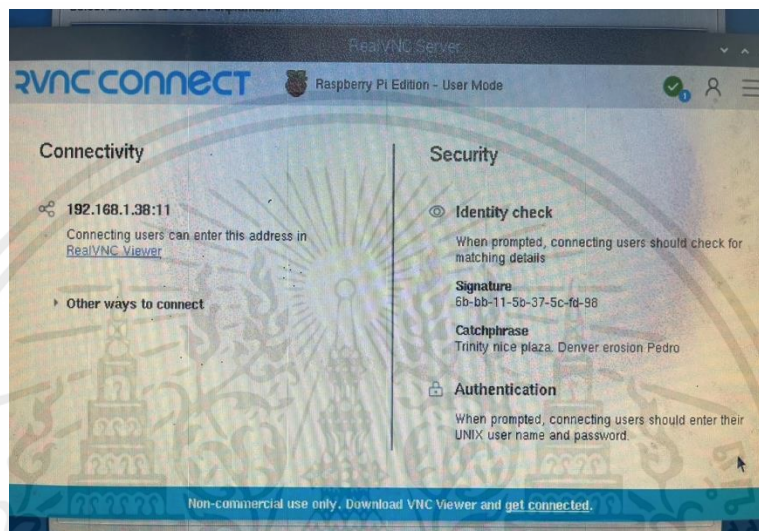 RealVNC Server
RVNC CONNECT
Raspberry Pi Edition - User Mode
Connectivity
192.168.1.38:11
Connecting users can enter this address in
RealVNC Viewer
Other ways to connect
Security
Identity check
When prompted, connecting users should check for
matching details
Signature
6b-bb-11-5b-37-5c-fd-98
Catchphrase
Trinity nice plaza. Denver erosion Pedro
Authentication
When prompted, connecting users should enter their
UNIX user name and password.
Non-commercial use only. Download VNC Viewer and get connected.